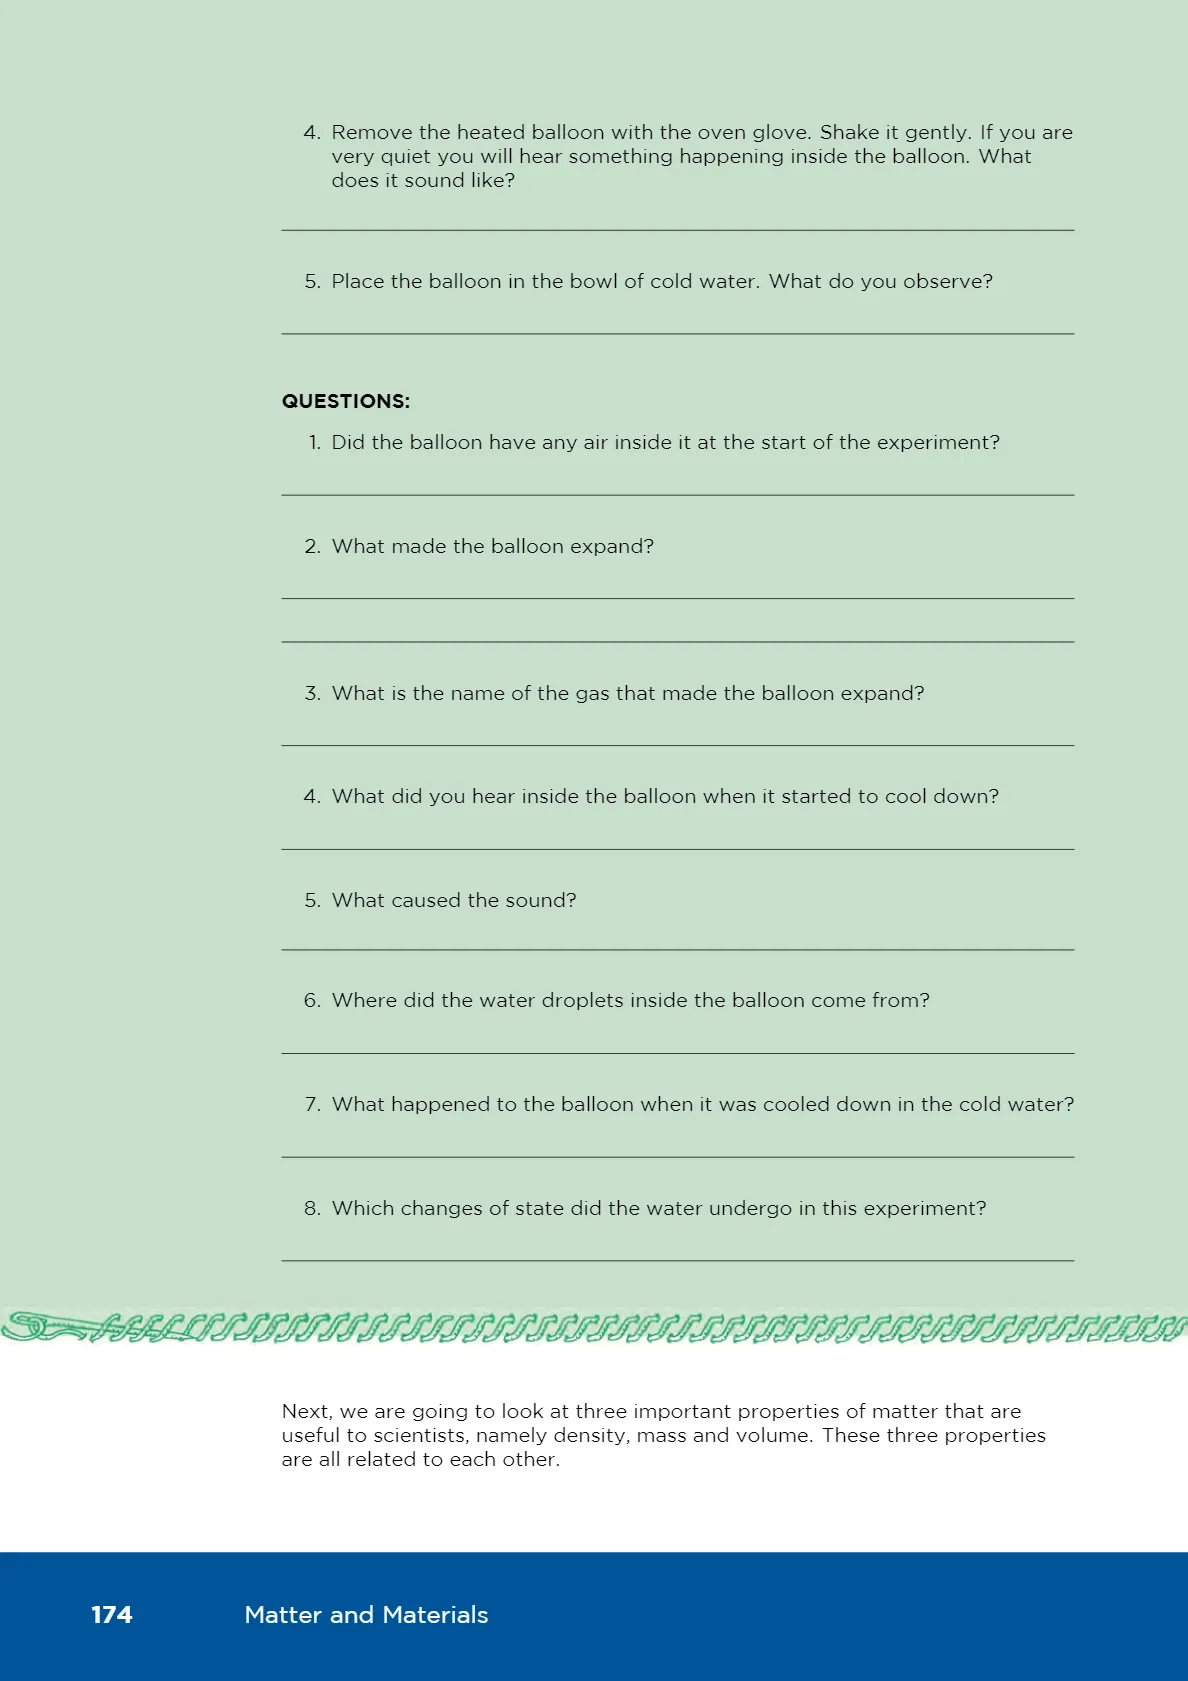 4. Remove the heated balloon with the oven glove. Shake it gently. If you are
very quiet you will hear something happening inside the balloon. What
does it sound like?
5. Place the balloon in the bowl of cold water. What do you observe?
QUESTIONS:
1. Did the balloon have any air inside it at the start of the experiment?
2. What made the balloon expand?
3. What is the name of the gas that made the balloon expand?
4. What did you hear inside the balloon when it started to cool down?
5. What caused the sound?
6. Where did the water droplets inside the balloon come from?
7. What happened to the balloon when it was cooled down in the cold water?
8. Which changes of state did the water undergo in this experiment?
Next, we are going to look at three important properties of matter that are
useful to scientists, namely density, mass and volume. These three properties
are all related to each other.
174 Matter and Materials